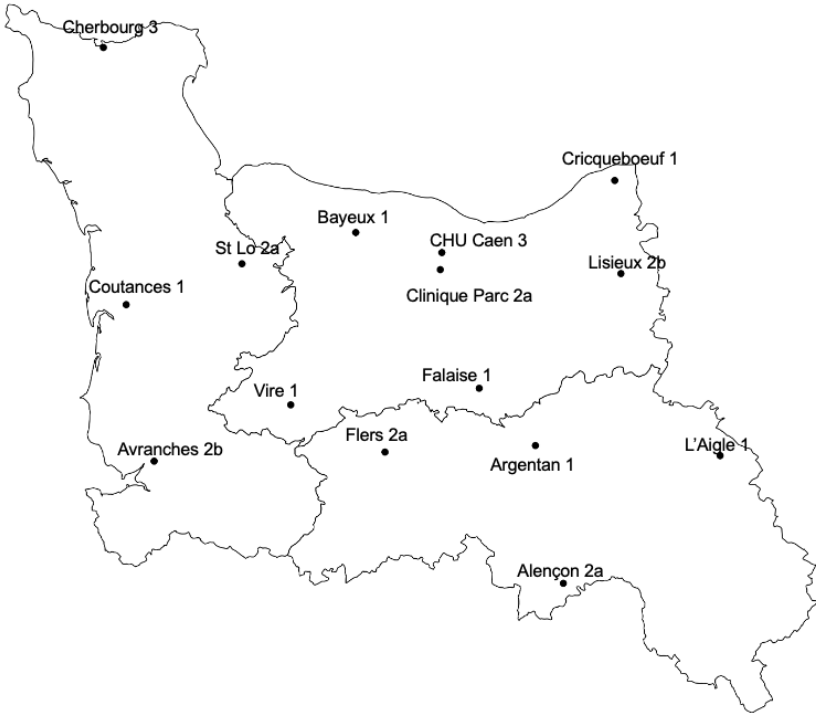 Cherbourg 3
Cricqueboeuf 1
Bayeux 1
CHU Caen 3
St Lo 2a
Lisieux 2b
Coutances 1
Clinique Parc 2a
Falaise 1
Vire 1
Flers 2a
Avranches 2b
L'Aigle 1
Argentan 1
Alençon 2a